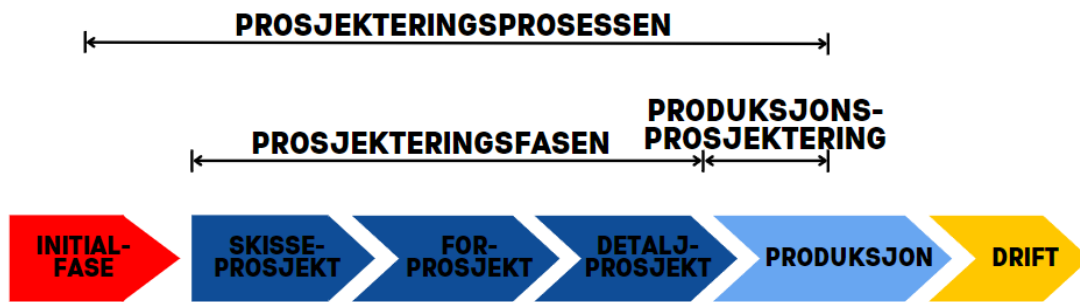 PROSJEKTERINGSPROSESSEN
PRODUKSJONS-
PROSJEKTERING
PROSJEKTERINGSFASEN
INITIAL-
FASE
SKISSE-
PROSJEKT
FOR-
PROSJEKT
DETALJ-
PROSJEKT
PRODUKSJON
DRIFT